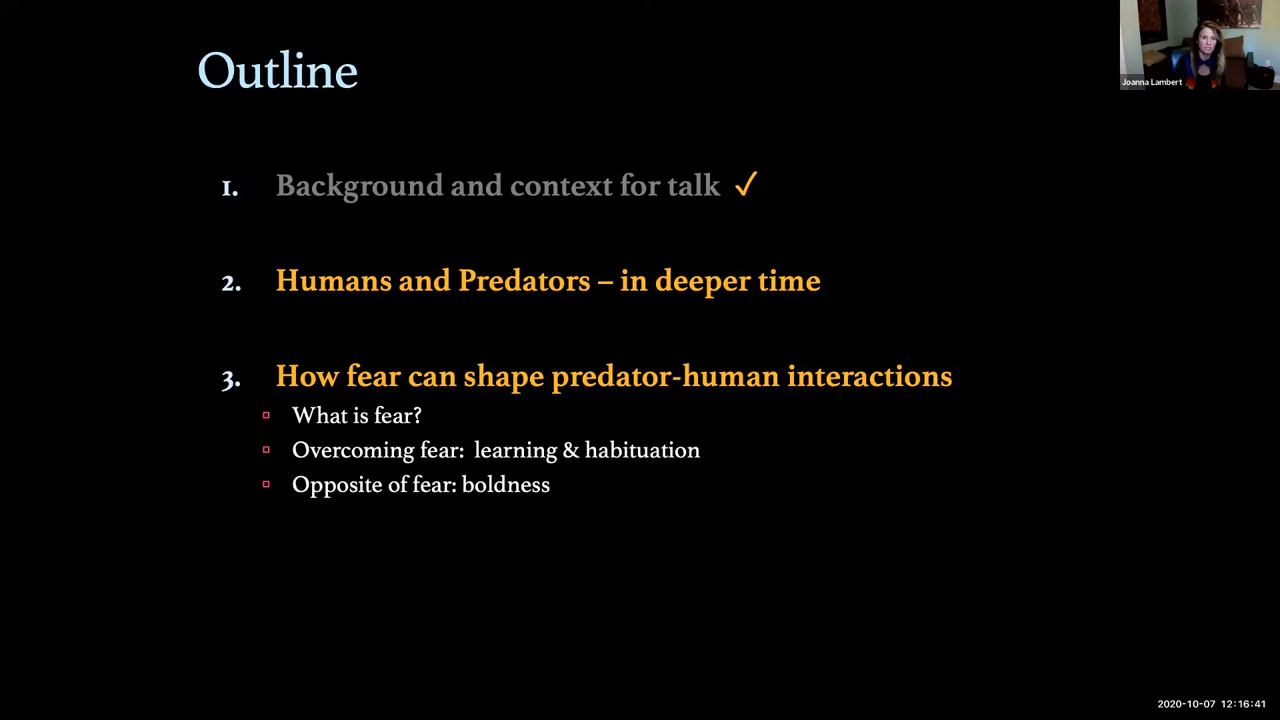 Outline
Joanna Lambert
1. Background and context for talk ✓
2. Humans and Predators – in deeper time
3. How fear can shape predator-human interactions
What is fear?
Overcoming fear: learning & habituation
Opposite of fear: boldness
2020-10-07 12:16:41